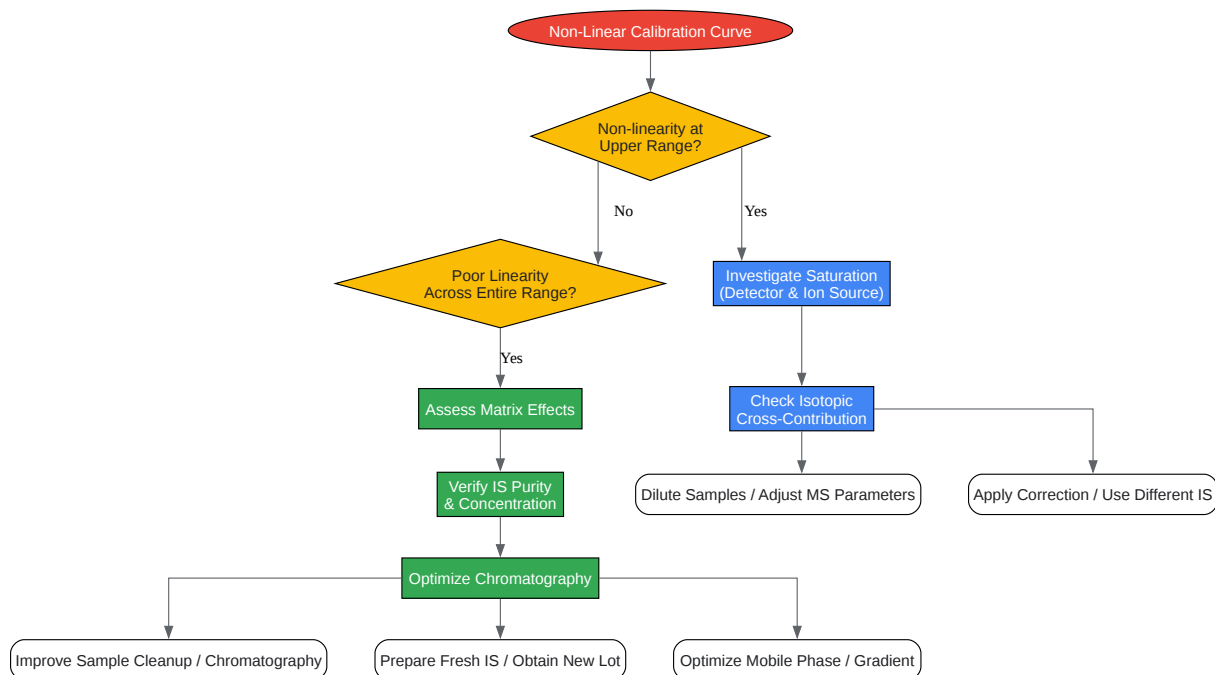 Non-Linear Calibration Curve
Non-linearity at
Upper Range?
No
Yes
Poor Linearity
Across Entire Range?
Investigate Saturation
(Detector & Ion Source)
Yes
Assess Matrix Effects
Check Isotopic
Cross-Contribution
Verify IS Purity
& Concentration
Dilute Samples / Adjust MS Parameters
Apply Correction / Use Different IS
Optimize Chromatography
Improve Sample Cleanup / Chromatography
Prepare Fresh IS / Obtain New Lot
Optimize Mobile Phase / Gradient